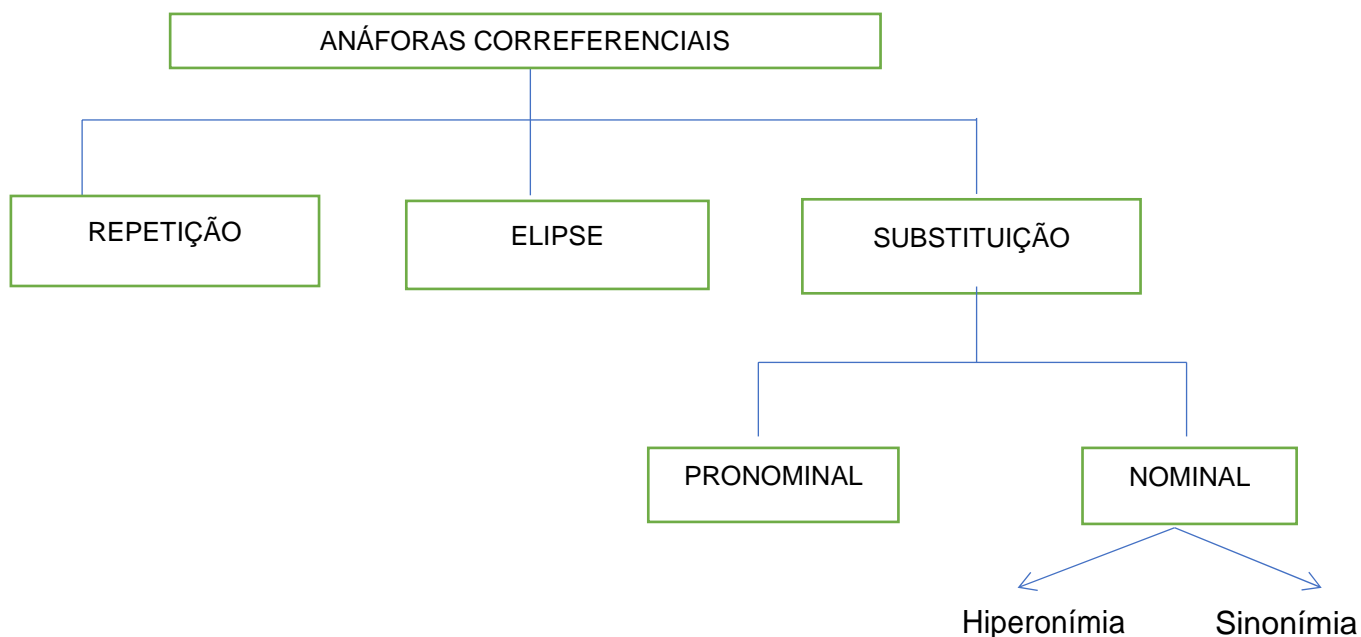 ANÁFORAS CORREFERENCIAIS
REPETIÇÃO
ELIPSE
SUBSTITUIÇÃO
PRONOMINAL
NOMINAL
Hiperonímia
Sinonímia